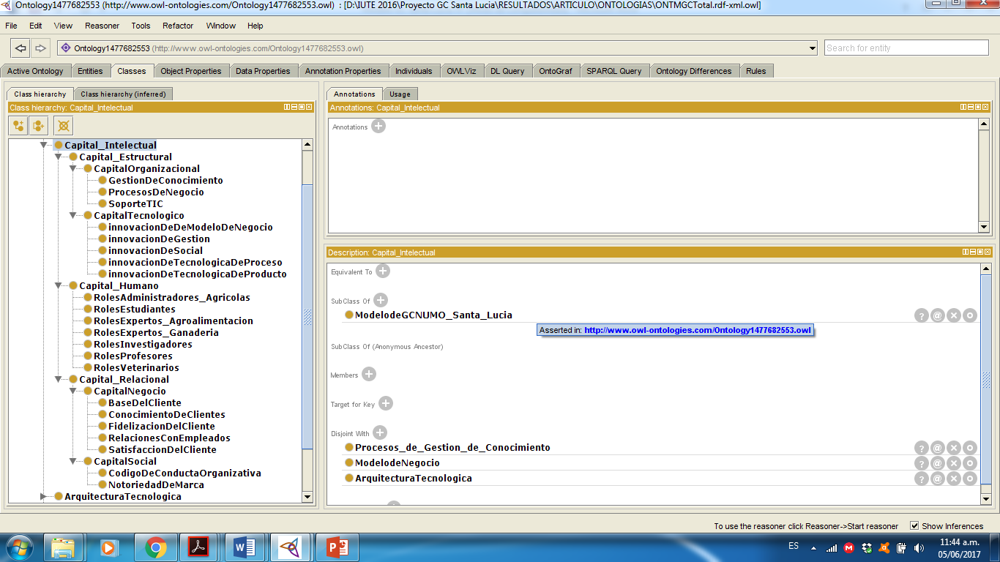 Ontology1477682553 (http://www.owl-ontologies.com/Ontology1477682553.owl) : [D:\IUTE 2016\Proyecto GC Santa Lucia\RESULTADOS\ARTICULO\ONTOLOGIAS\ONTMGCTotal.rdf-xml.owl]
File Edit View Reasoner Tools Refactor Window Help
Ontology1477682553 (http://www.owl-ontologies.com/Ontology1477682553.owl)
Search for entity
Active Ontology Entities Classes Object Properties Data Properties Annotation Properties Individuals OWLViz DL Query OntoGraf SPARQL Query Ontology Differences Rules
Class hierarchy Class hierarchy (inferred)
Class hierarchy: Capital_Intelectual
Capital_Intelectual
Capital_Estructural
CapitalOrganizacional
GestionDeConocimiento
ProcesosDeNegocio
SoporteTIC
CapitalTecnologico
innovacionDeDeModeloDeNegocio
innovacionDeGestion
innovacionDeSocial
innovacionDeTecnologicaDeProceso
innovacionDeTecnologicaDeProducto
Capital_Humano
RolesAdministradores_Agricolas
RolesEstudiantes
RolesExpertos_Agroalimentacion
RolesExpertos_Ganaderia
RolesInvestigadores
RolesProfesores
RolesVeterinarios
Capital_Relacional
CapitalNegocio
BaseDelCliente
ConocimientoDeClientes
FidelizacionDelCliente
RelacionesConEmpleados
SatisfaccionDelCliente
CapitalSocial
CodigoDeConductaOrganizativa
NotoriedadDeMarca
ArquitecturaTecnologica
Annotations Usage
Annotations: Capital_Intelectual
Annotations
Description: Capital_Intelectual
Equivalent To
SubClass Of
ModelodeGCNUMO_Santa_Lucia
Asserted in: http://www.owl-ontologies.com/Ontology1477682553.owl
SubClass Of (Anonymous Ancestor)
Members
Target for Key
Disjoint With
Procesos_de_Gestion_de_Conocimiento
ModelodeNegocio
ArquitecturaTecnologica
To use the reasoner click Reasoner->Start reasoner Show Inferences
ES
11:44 a.m.
05/06/2017